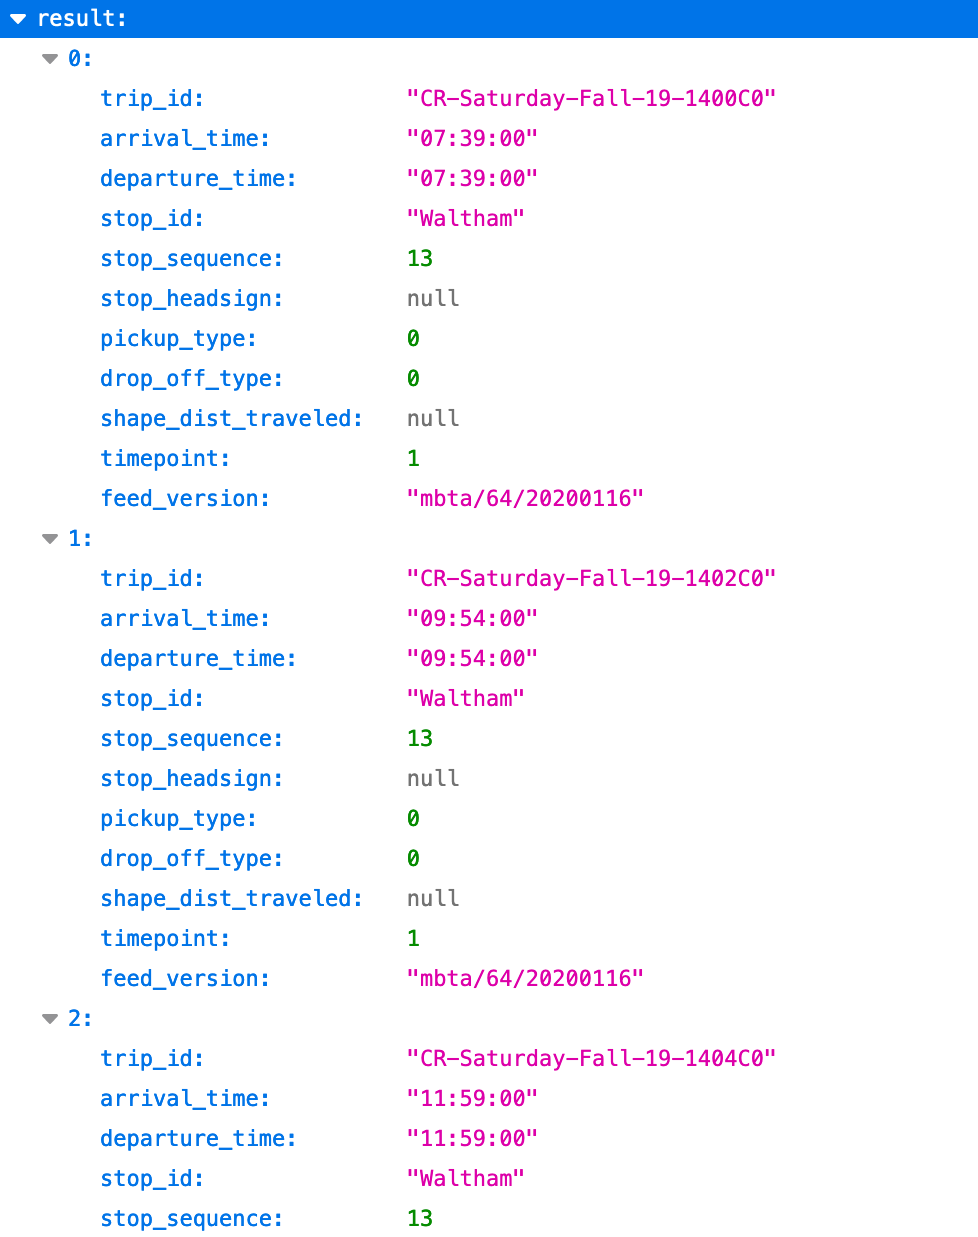 result:
0:
trip_id: "CR-Saturday-Fall-19-1400C0"
arrival_time: "07:39:00"
departure_time: "07:39:00"
stop_id: "Waltham"
stop_sequence: 13
stop_headsign: null
pickup_type: 0
drop_off_type: 0
shape_dist_traveled: null
timepoint: 1
feed_version: "mbta/64/20200116"
1:
trip_id: "CR-Saturday-Fall-19-1402C0"
arrival_time: "09:54:00"
departure_time: "09:54:00"
stop_id: "Waltham"
stop_sequence: 13
stop_headsign: null
pickup_type: 0
drop_off_type: 0
shape_dist_traveled: null
timepoint: 1
feed_version: "mbta/64/20200116"
2:
trip_id: "CR-Saturday-Fall-19-1404C0"
arrival_time: "11:59:00"
departure_time: "11:59:00"
stop_id: "Waltham"
stop_sequence: 13